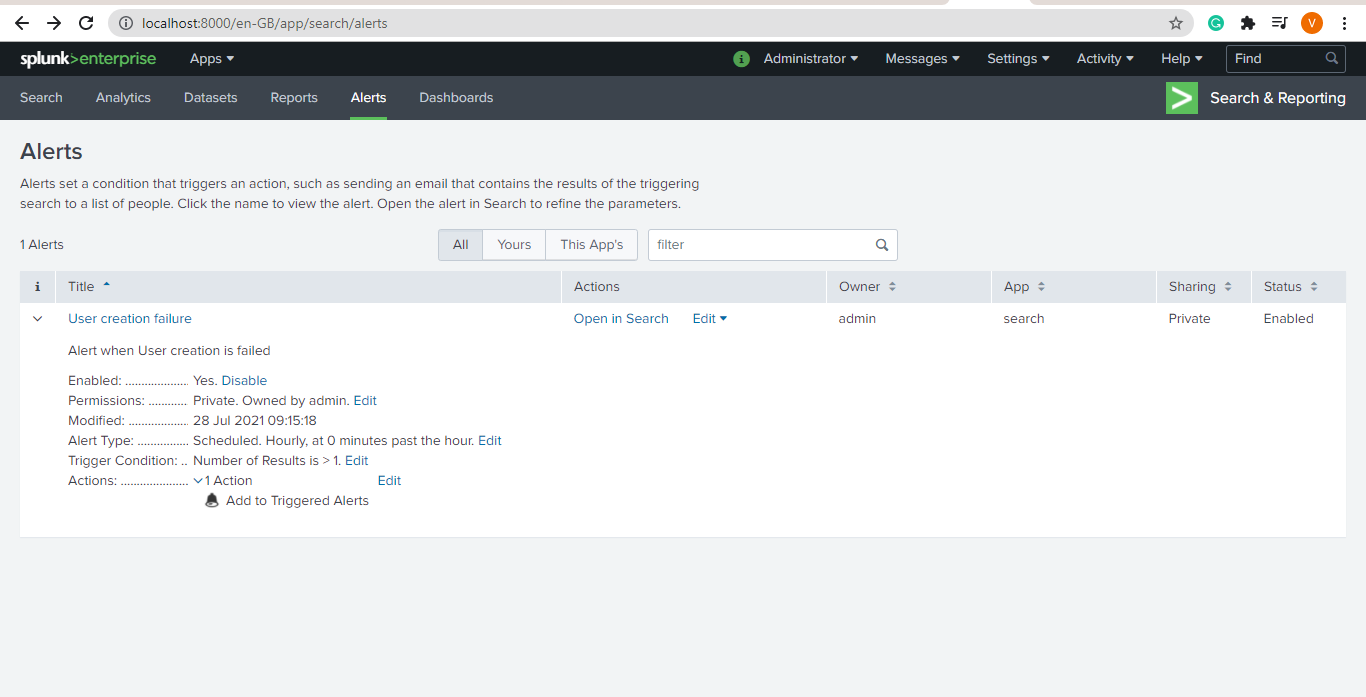 localhost:8000/en-GB/app/search/alerts
G
V
splunk>enterprise Apps i Administrator Messages Settings Activity Help Find
Search Analytics Datasets Reports Alerts Dashboards > Search & Reporting
Alerts
Alerts set a condition that triggers an action, such as sending an email that contains the results of the triggering
search to a list of people. Click the name to view the alert. Open the alert in Search to refine the parameters.
1 Alerts All Yours This App's filter
i Title Actions Owner App Sharing Status
User creation failure Open in Search Edit admin search Private Enabled
Alert when User creation is failed
Enabled: ................... Yes. Disable
Permissions: ............ Private. Owned by admin. Edit
Modified: .................. 28 Jul 2021 09:15:18
Alert Type: ................ Scheduled. Hourly, at 0 minutes past the hour. Edit
Trigger Condition: .. Number of Results is > 1. Edit
Actions: ..................... 1 Action Edit
Add to Triggered Alerts